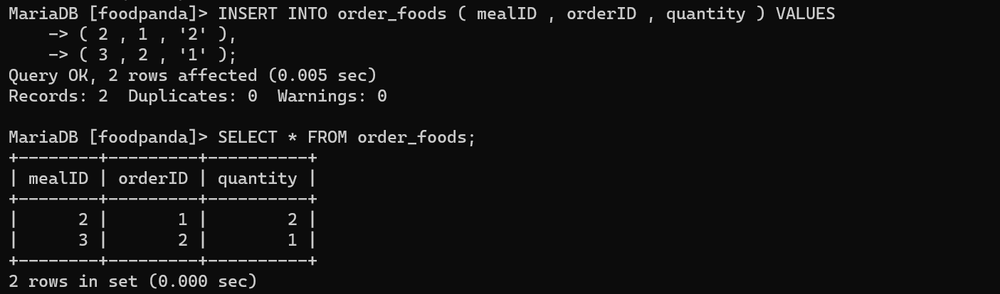 MariaDB [foodpanda]> INSERT INTO order_foods ( mealID , orderID , quantity ) VALUES
    -> ( 2 , 1 , '2' ),
    -> ( 3 , 2 , '1' );
Query OK, 2 rows affected (0.005 sec)
Records: 2  Duplicates: 0  Warnings: 0

MariaDB [foodpanda]> SELECT * FROM order_foods;
+--------+---------+----------+
| mealID | orderID | quantity |
+--------+---------+----------+
|      2 |       1 |        2 |
|      3 |       2 |        1 |
+--------+---------+----------+
2 rows in set (0.000 sec)